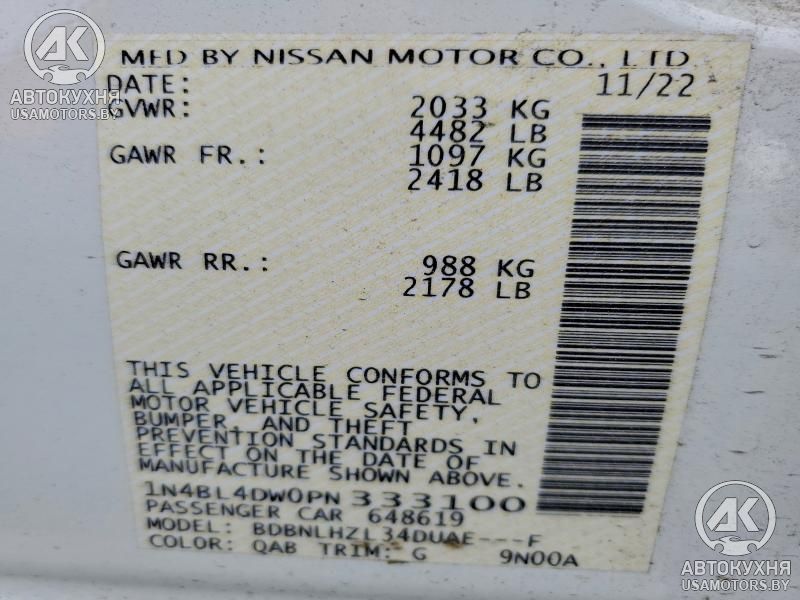 MFD BY NISSAN MOTOR CO., LTD.
DATE: 11/22
GVWR: 2033 KG
4482 LB
GAWR FR.: 1097 KG
2418 LB
GAWR RR.: 988 KG
2178 LB
THIS VEHICLE CONFORMS TO
ALL APPLICABLE FEDERAL
MOTOR VEHICLE SAFETY,
BUMPER, AND THEFT
PREVENTION STANDARDS IN
EFFECT ON THE DATE OF
MANUFACTURE SHOWN ABOVE.
1N4BL4DW0PN333100
PASSENGER CAR 648619
MODEL: BDBNLHZL34DUAE---F
COLOR: QAB TRIM: G 9N00A
АК
АВТОКУХНЯ
USAMOTORS.BY
АК
АВТОКУХНЯ
USAMOTORS.BY